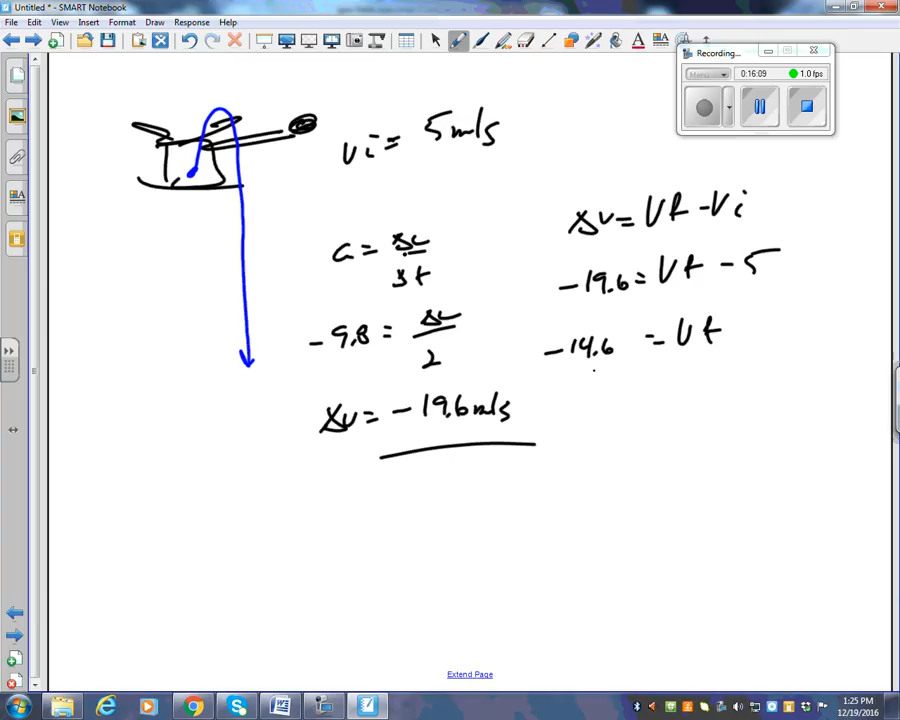 Untitled * - SMART Notebook
File Edit View Insert Format Draw Response Help
Recording...
Menu
0:16:09
1.0 fps
vi = 5m/s
Δv = Vf - Vi
a = Δv
Δt
-19.6 = Vf - 5
-9.8 = Δv
2
-14.6 = Vf
Δv = -19.6m/s
Extend Page
1:25 PM
12/19/2016